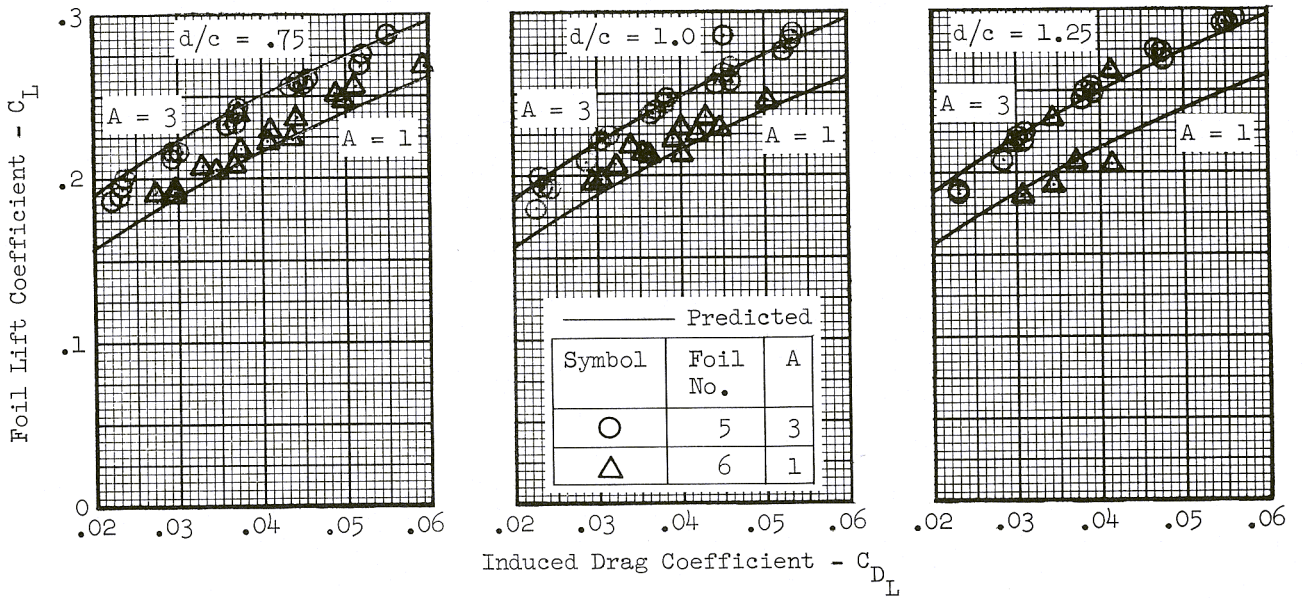 Foil Lift Coefficient - C_L
.3
.2
.1
0
d/c = .75
A = 3
A = 1
.02 .03 .04 .05 .06
d/c = 1.0
A = 3
A = 1
Predicted
Symbol Foil No. A
○ 5 3
△ 6 1
.02 .03 .04 .05 .06
d/c = 1.25
A = 3
A = 1
.02 .03 .04 .05 .06
Induced Drag Coefficient - C_{D_L}